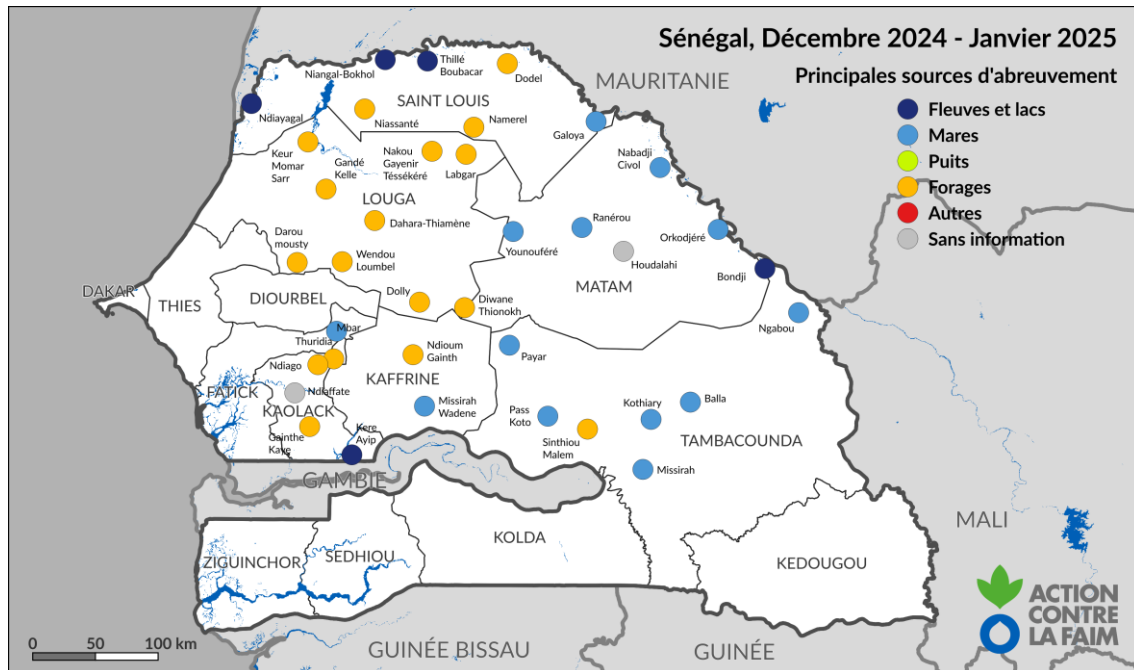 Sénégal, Décembre 2024 - Janvier 2025
Principales sources d'abreuvement
Fleuves et lacs
Mares
Puits
Forages
Autres
Sans information
MAURITANIE
Niangal-Bokhol
Thillé
Boubacar
Dodel
SAINT LOUIS
Ndiayagal
Niassanté
Namerel
Galoya
Keur
Momar
Sarr
Gandé
Kelle
Nakou
Gayenir
Téssékéré
Labgar
Nabadji
Civol
LOUGA
Dahara-Thiamène
Ranérou
Younouféré
Orkodjéré
Houdalahi
Darou
mousty
Wendou
Loumbel
Bondji
MATAM
DAKAR
THIES
DIOURBEL
Dolly
Diwane
Thionokh
Ngabou
Mbar
Thuridia
Ndioum
Gainth
Payar
Ndiago
KAFFRINE
FATICK
Ndiaffate
KAOLACK
Missirah
Wadene
Pass
Koto
Kothiary
Balla
Gainthe
Kaye
Kere
Ayip
Sinthiou
Malem
TAMBACOUNDA
Missirah
GAMBIE
MALI
ZIGUINCHOR
SEDHIOU
KOLDA
KEDOUGOU
GUINÉE BISSAU
GUINÉE
0 50 100 km
ACTION
CONTRE
LA FAIM